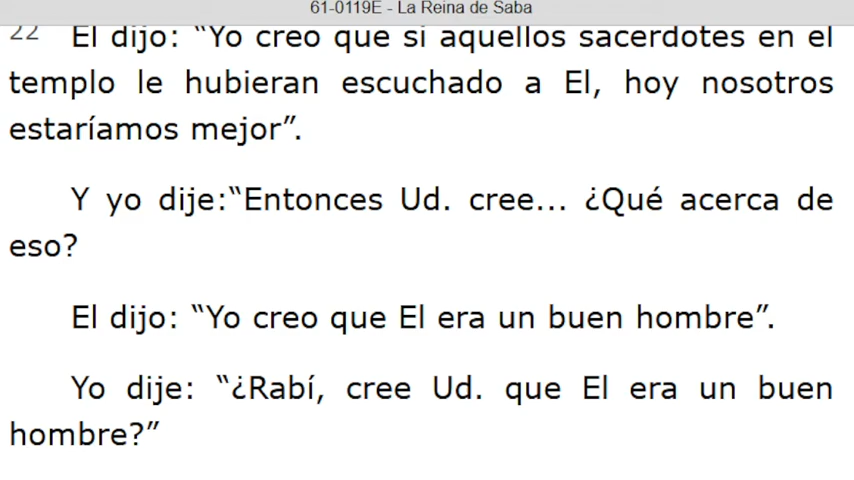 61-0119E - La Reina de Saba
22 El dijo: “Yo creo que si aquellos sacerdotes en el
templo le hubieran escuchado a El, hoy nosotros
estaríamos mejor”.
Y yo dije:“Entonces Ud. cree... ¿Qué acerca de
eso?
El dijo: “Yo creo que El era un buen hombre”.
Yo dije: “¿Rabí, cree Ud. que El era un buen
hombre?”